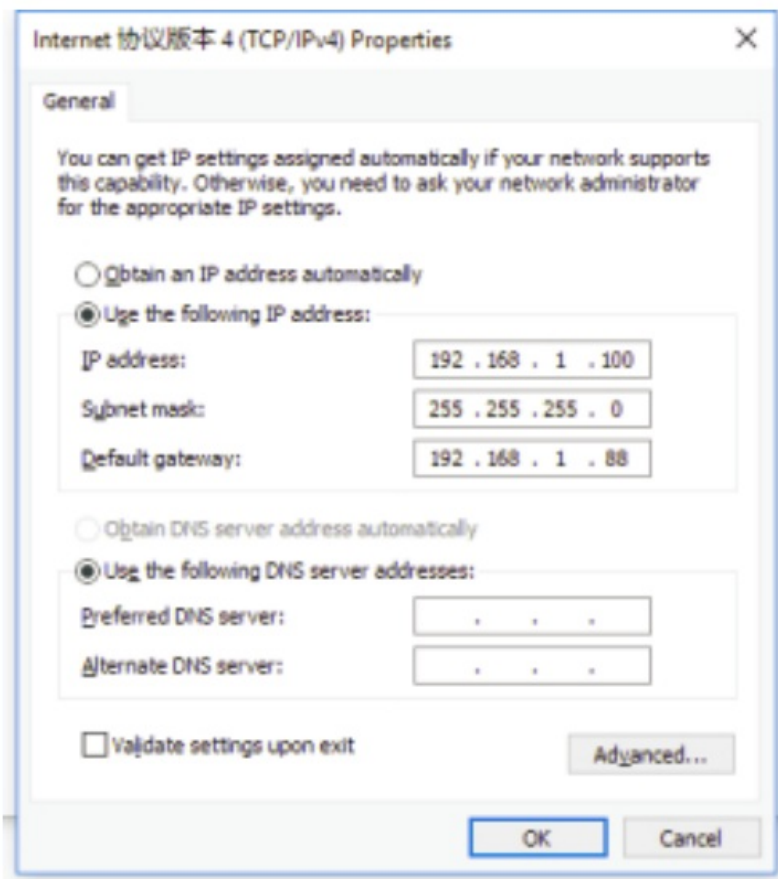 Internet 协议版本 4 (TCP/IPv4) Properties
General
You can get IP settings assigned automatically if your network supports
this capability. Otherwise, you need to ask your network administrator
for the appropriate IP settings.
Obtain an IP address automatically
Use the following IP address:
IP address: 192 . 168 . 1 . 100
Subnet mask: 255 . 255 . 255 . 0
Default gateway: 192 . 168 . 1 . 88
Obtain DNS server address automatically
Use the following DNS server addresses:
Preferred DNS server: . . .
Alternate DNS server: . . .
Validate settings upon exit
Advanced...
OK Cancel